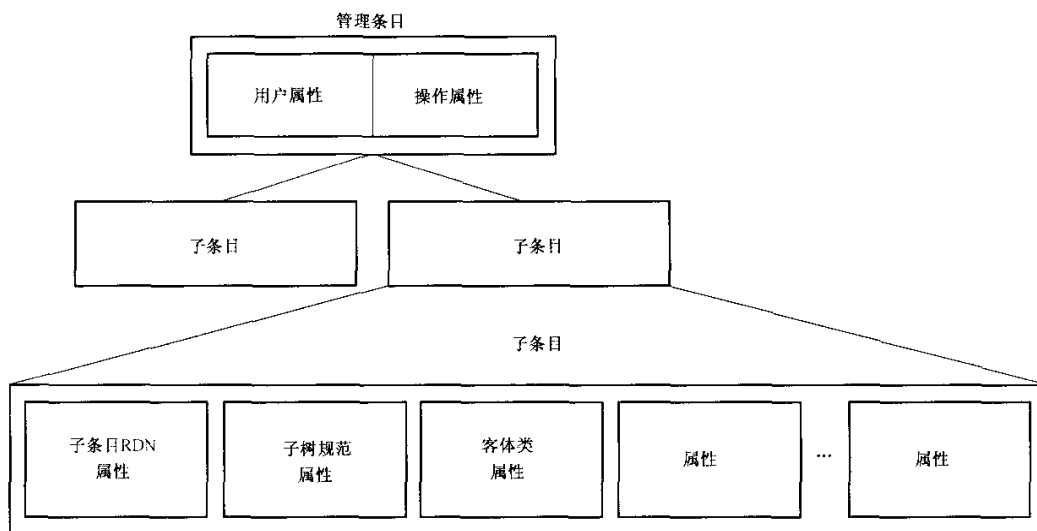 管理条目
用户属性
操作属性
子条目
子条目
子条目
子条目RDN
属性
子树规范
属性
客体类
属性
属性
...
属性